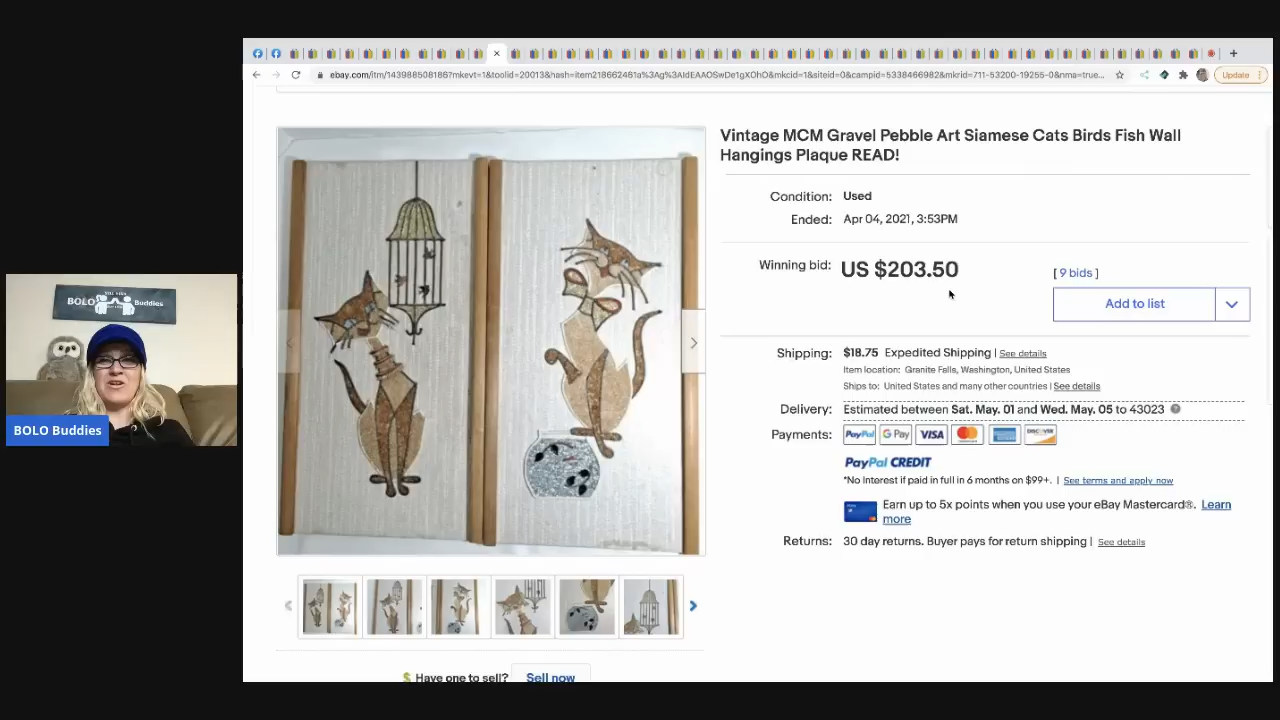 Update
ebay.com/itm/143988508186?mkevt=1&toolid=20013&hash=item218662461a%3Ag%3AIdEAAOSwDe1gXOhO&mkcid=1&siteid=0&campid=5338466982&mkrid=711-53200-19255-0&nma=true...
Vintage MCM Gravel Pebble Art Siamese Cats Birds Fish Wall
Hangings Plaque READ!
Condition: Used
Ended: Apr 04, 2021, 3:53PM
Winning bid: US $203.50 [ 9 bids ]
Add to list
Shipping: $18.75 Expedited Shipping | See details
Item location: Granite Falls, Washington, United States
Ships to: United States and many other countries | See details
Delivery: Estimated between Sat. May. 01 and Wed. May. 05 to 43023
Payments: PayPal G Pay VISA DISCOVER
PayPal CREDIT
*No Interest if paid in full in 6 months on $99+. | See terms and apply now
Earn up to 5x points when you use your eBay Mastercard®. Learn
more
Returns: 30 day returns. Buyer pays for return shipping | See details
$ Have one to sell? Sell now
BOLO Buddies
BOLO Buddies